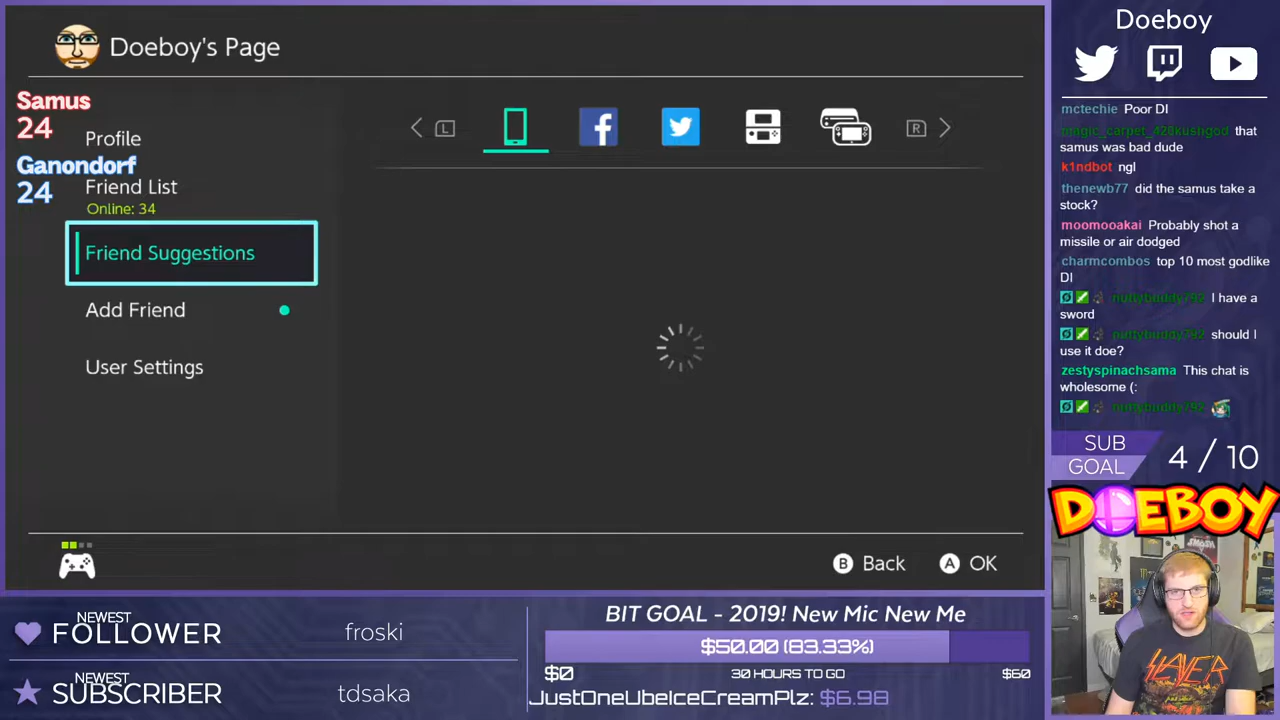 Doeboy's Page
Samus
24
Ganondorf
24
Profile
Friend List
Online: 34
Friend Suggestions
Add Friend
User Settings
L
R
B Back
A OK
Doeboy
mctechie Poor DI
magic_carpet_420kushgod that
samus was bad dude
k1ndbot ngl
thenewb77 did the samus take a
stock?
moomooakai Probably shot a
missile or air dodged
charmcombos top 10 most godlike
DI
nuttybuddy792 I have a
sword
nuttybuddy792 should I
use it doe?
zestyspinachsama This chat is
wholesome (:
nuttybuddy792
SUB
GOAL
4 / 10
DOEBOY
SLAYER
NEWEST
FOLLOWER
froski
NEWEST
SUBSCRIBER
tdsaka
BIT GOAL - 2019! New Mic New Me
$50.00 (83.33%)
$0
30 HOURS TO GO
$60
JustOneUbeIceCreamPlz: $6.98